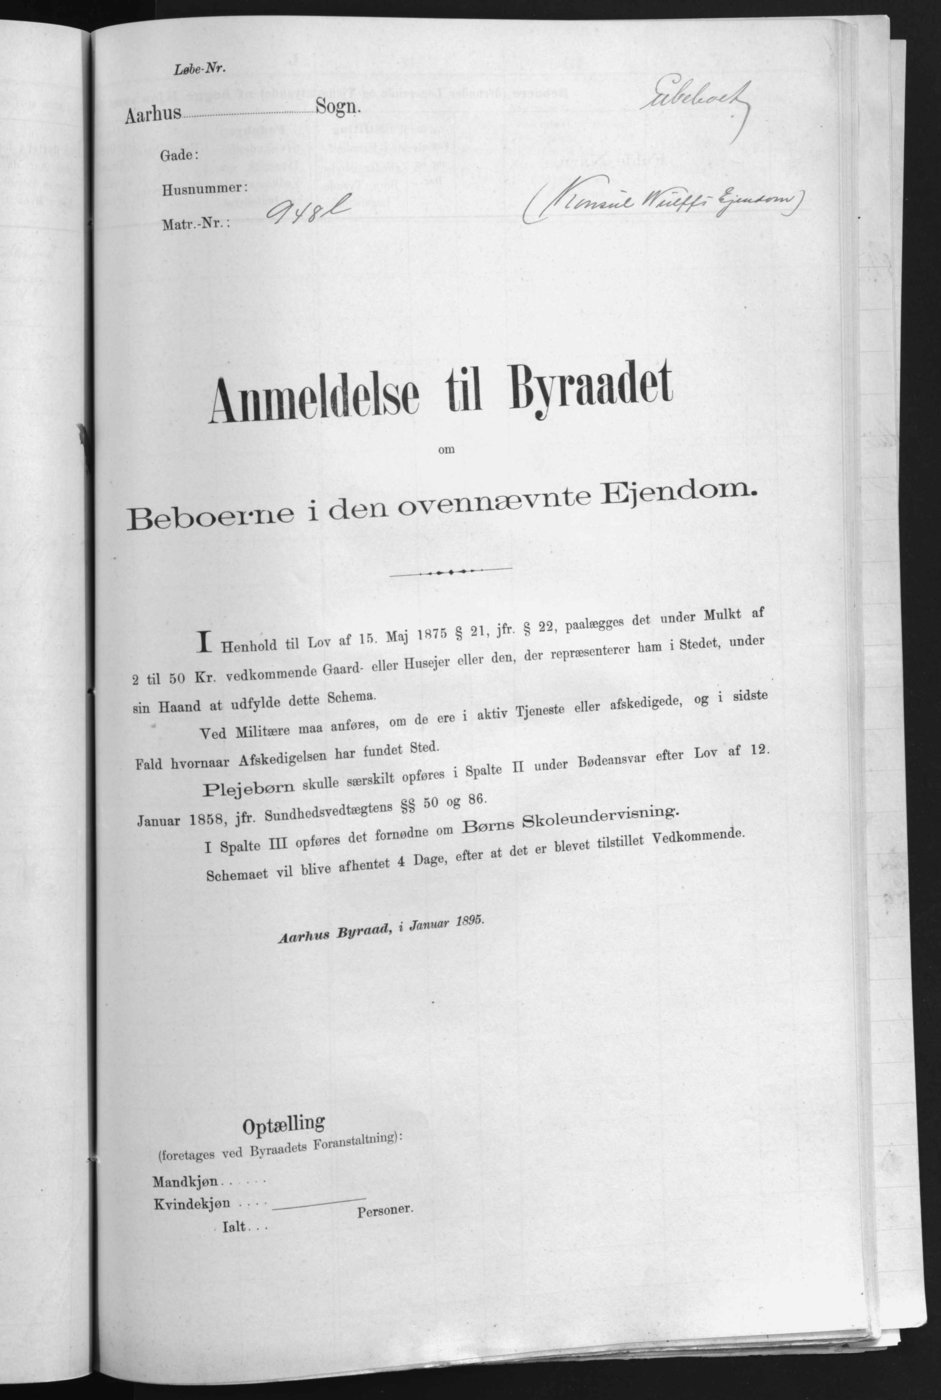 Løbe-Nr.
Aarhus Sogn.
Gade:
Husnummer:
Matr.-Nr.: 948l
(Konsul Wulffs Ejendom)
Anmeldelse til Byraadet
om
Beboerne i den ovennævnte Ejendom.
I Henhold til Lov af 15. Maj 1875 § 21, jfr. § 22, paalægges det under Mulkt af
2 til 50 Kr. vedkommende Gaard- eller Husejer eller den, der repræsenterer ham i Stedet, under
sin Haand at udfylde dette Schema.
Ved Militære maa anføres, om de ere i aktiv Tjeneste eller afskedigede, og i sidste
Fald hvornaar Afskedigelsen har fundet Sted.
Plejebørn skulle særskilt opføres i Spalte II under Bødeansvar efter Lov af 12.
Januar 1858, jfr. Sundhedsvedtægtens §§ 50 og 86.
I Spalte III opføres det fornødne om Børns Skoleundervisning.
Schemaet vil blive afhentet 4 Dage, efter at det er blevet tilstillet Vedkommende.
Aarhus Byraad, i Januar 1895.
Optælling
(foretages ved Byraadets Foranstaltning):
Mandkjøn . . . . . .
Kvindekjøn . . . .
Ialt . . . Personer.